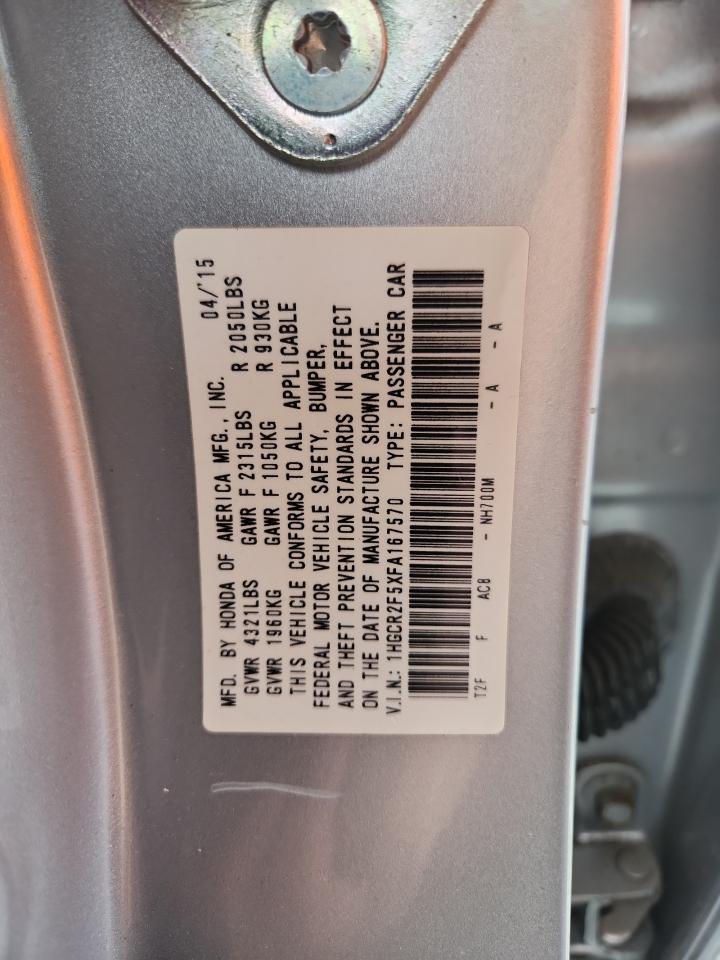 MFD. BY HONDA OF AMERICA MFG., INC. 04/'15
GVWR 4321LBS GAWR F 2315LBS R 2050LBS
GVWR 1960KG GAWR F 1050KG R 930KG
THIS VEHICLE CONFORMS TO ALL APPLICABLE
FEDERAL MOTOR VEHICLE SAFETY, BUMPER,
AND THEFT PREVENTION STANDARDS IN EFFECT
ON THE DATE OF MANUFACTURE SHOWN ABOVE.
V.I.N.: 1HGCR2F5XFA167570 TYPE: PASSENGER CAR
T2F F AC8 - NH700M - A - A